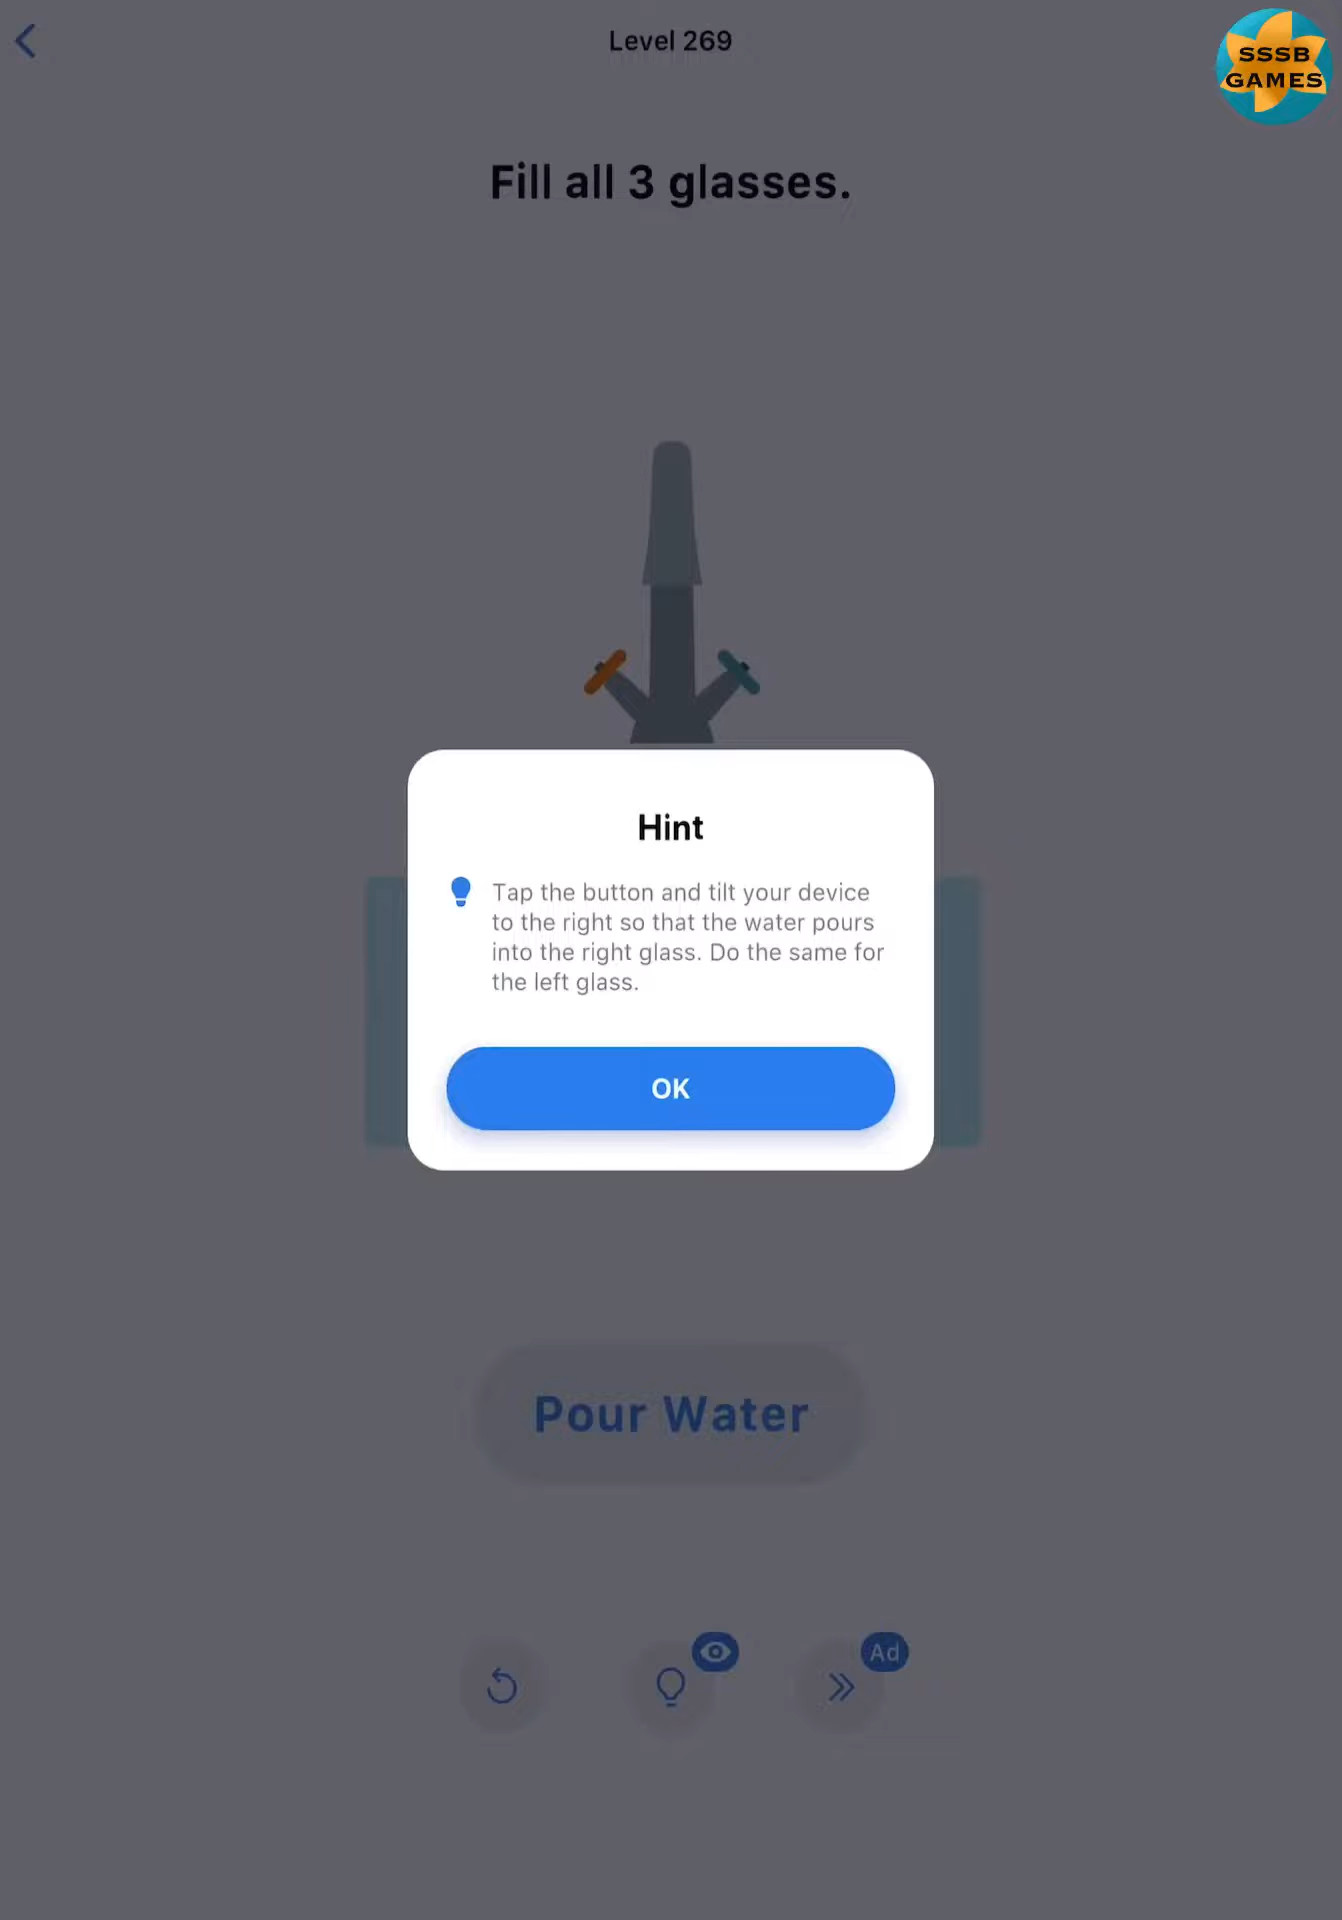 Level 269
SSSB
GAMES
Fill all 3 glasses.
Hint
Tap the button and tilt your device
to the right so that the water pours
into the right glass. Do the same for
the left glass.
OK
Pour Water
Ad